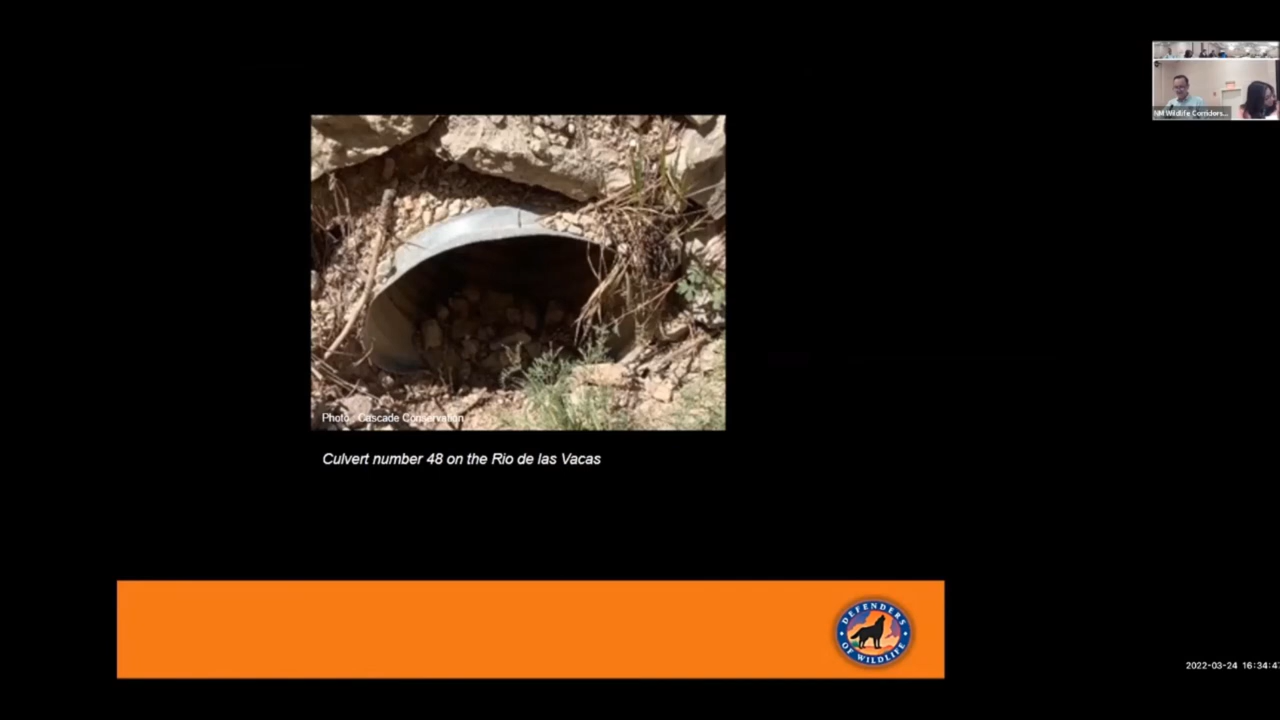 NM Wildlife Corridors...
Photo : Cascade Conservation
Culvert number 48 on the Rio de las Vacas
DEFENDERS
OF WILDLIFE
2022-03-24 16:34:47